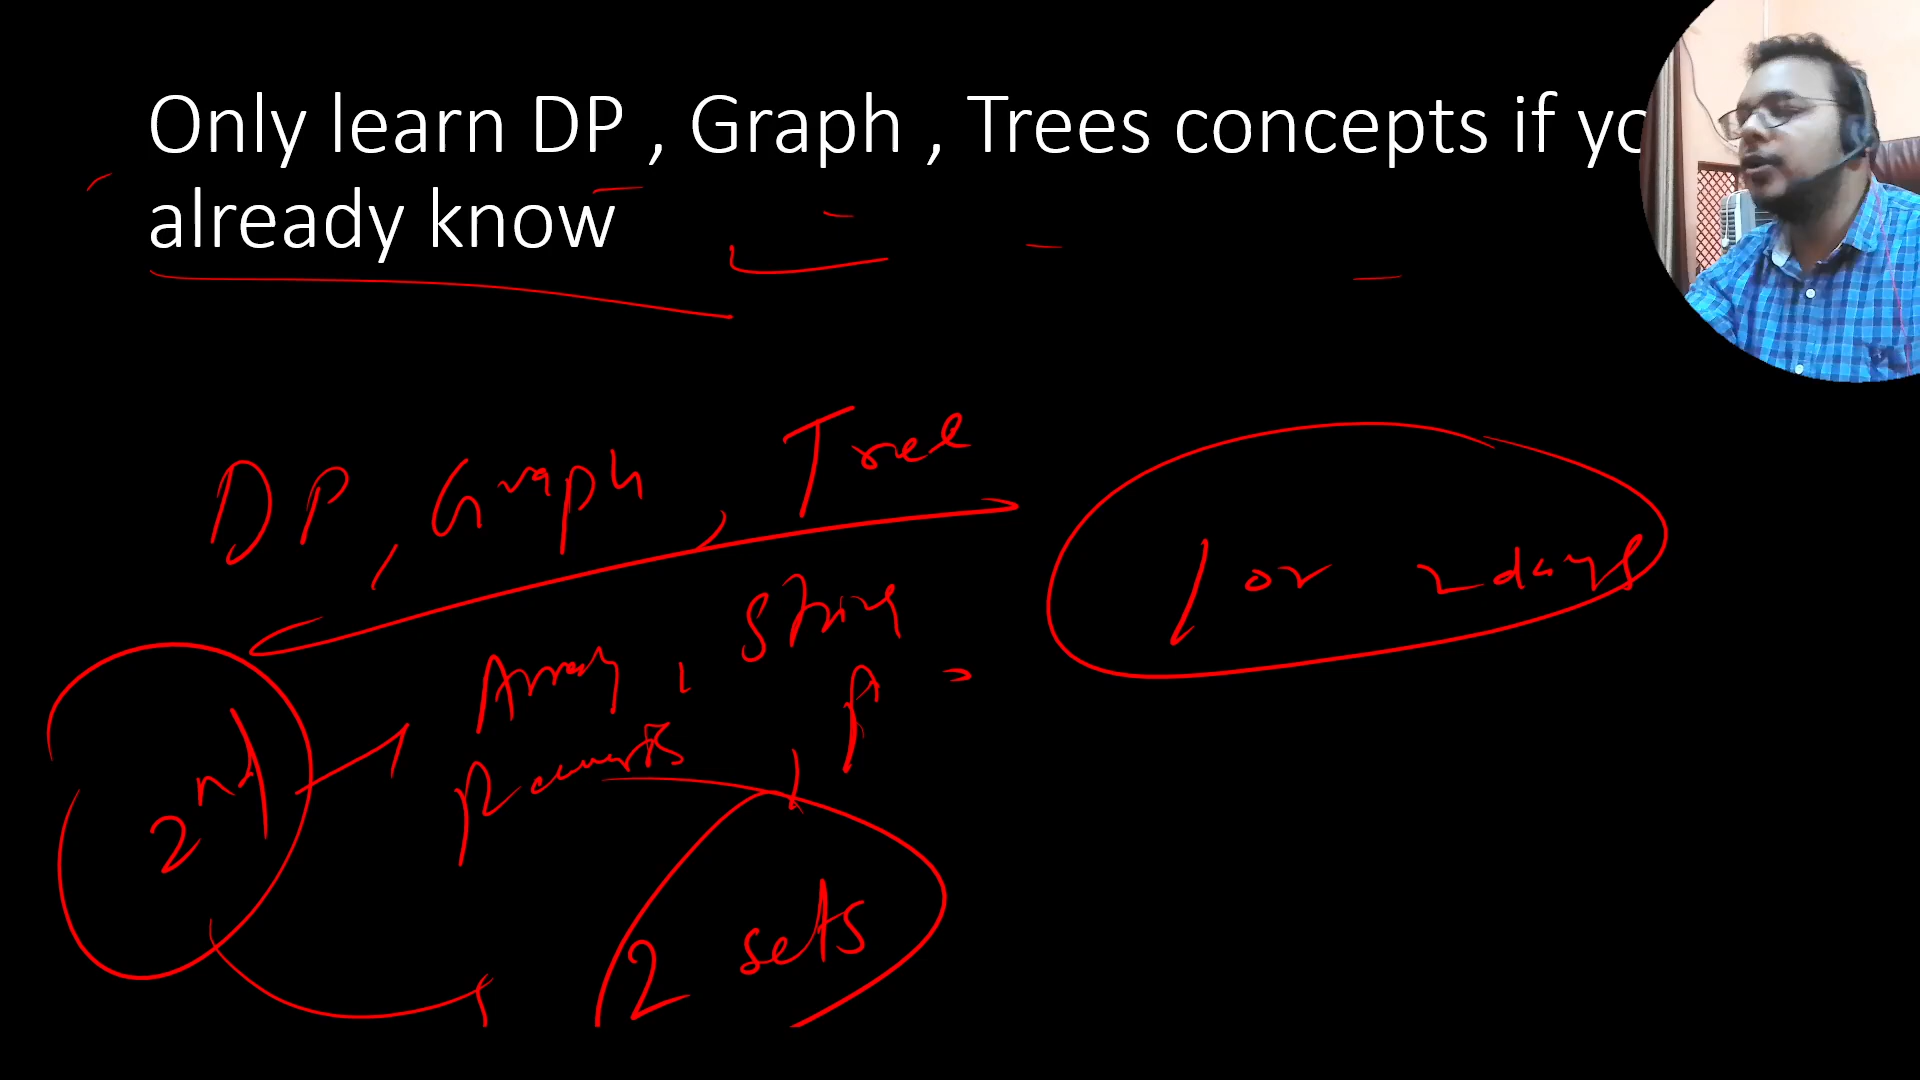 Only learn DP , Graph , Trees concepts if yo
already know
DP, Graph, Tree
1 or 2 days
Array, String
2nd
2 sets